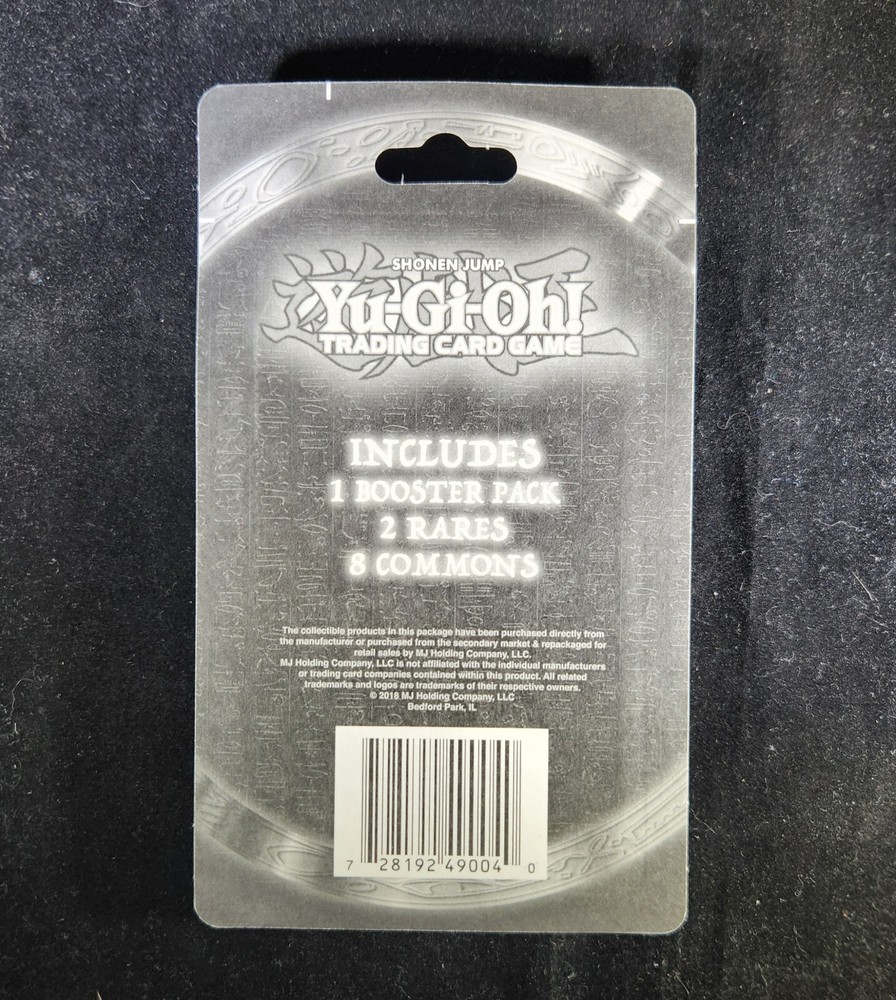 SHONEN JUMP
Yu-Gi-Oh!
TRADING CARD GAME
INCLUDES
1 BOOSTER PACK
2 RARES
8 COMMONS
The collectible products in this package have been purchased directly from
the manufacturer or purchased from the secondary market & repackaged for
retail sales by MJ Holding Company, LLC.
MJ Holding Company, LLC is not affiliated with the individual manufacturers
or trading card companies contained within this product. All related
trademarks and logos are trademarks of their respective owners.
© 2018 MJ Holding Company, LLC
Bedford Park, IL
7 28192 49004 0